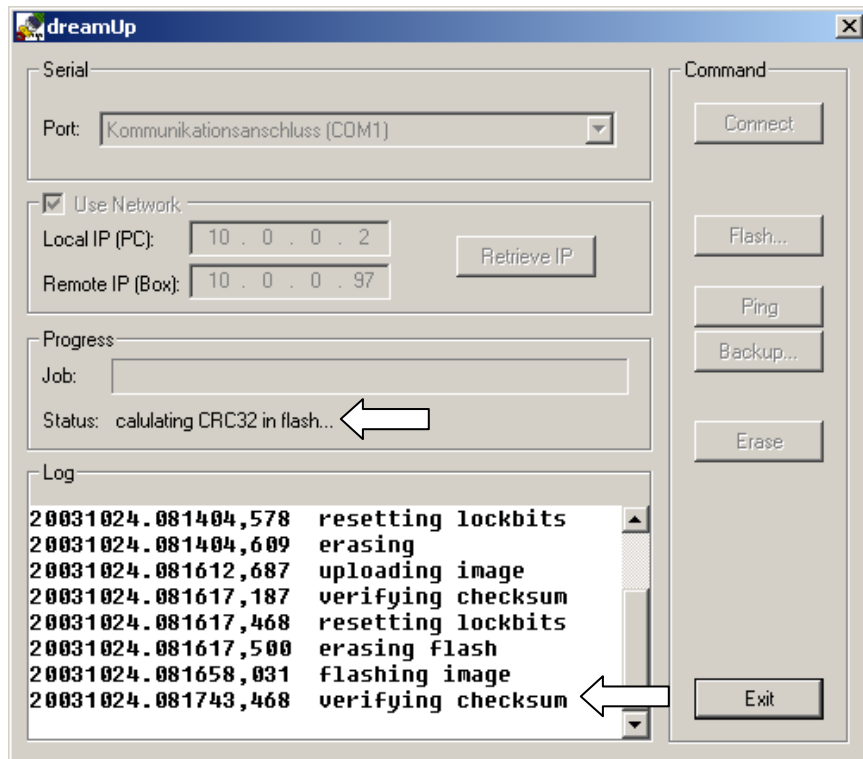 dreamUp
Serial
Port: Kommunikationsanschluss (COM1)
Use Network
Local IP (PC): 10 . 0 . 0 . 2
Remote IP (Box): 10 . 0 . 0 . 97
Retrieve IP
Progress
Job:
Status: calulating CRC32 in flash...
Log
20031024.081404,578 resetting lockbits
20031024.081404,609 erasing
20031024.081612,687 uploading image
20031024.081617,187 verifying checksum
20031024.081617,468 resetting lockbits
20031024.081617,500 erasing flash
20031024.081658,031 flashing image
20031024.081743,468 verifying checksum
Command
Connect
Flash...
Ping
Backup...
Erase
Exit